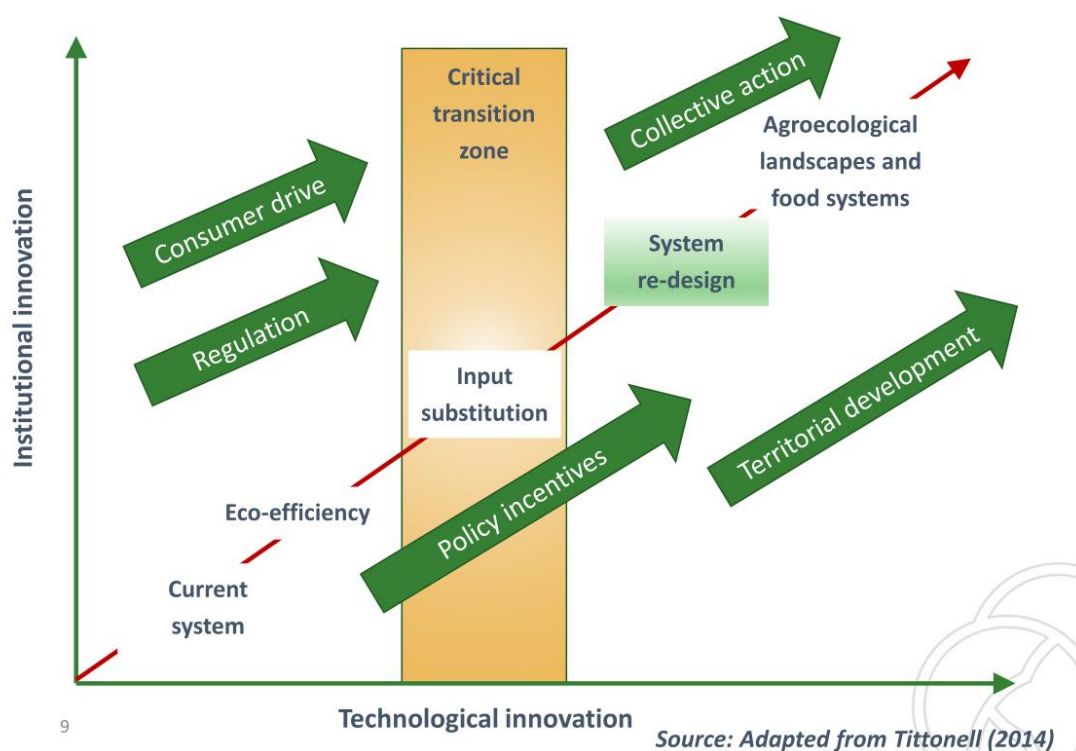 Institutional innovation
Critical
transition
zone
Collective action
Agroecological
landscapes and
food systems
Consumer drive
System
re-design
Regulation
Input
substitution
Territorial development
Policy incentives
Eco-efficiency
Current
system
Technological innovation
9
Source: Adapted from Tittonell (2014)